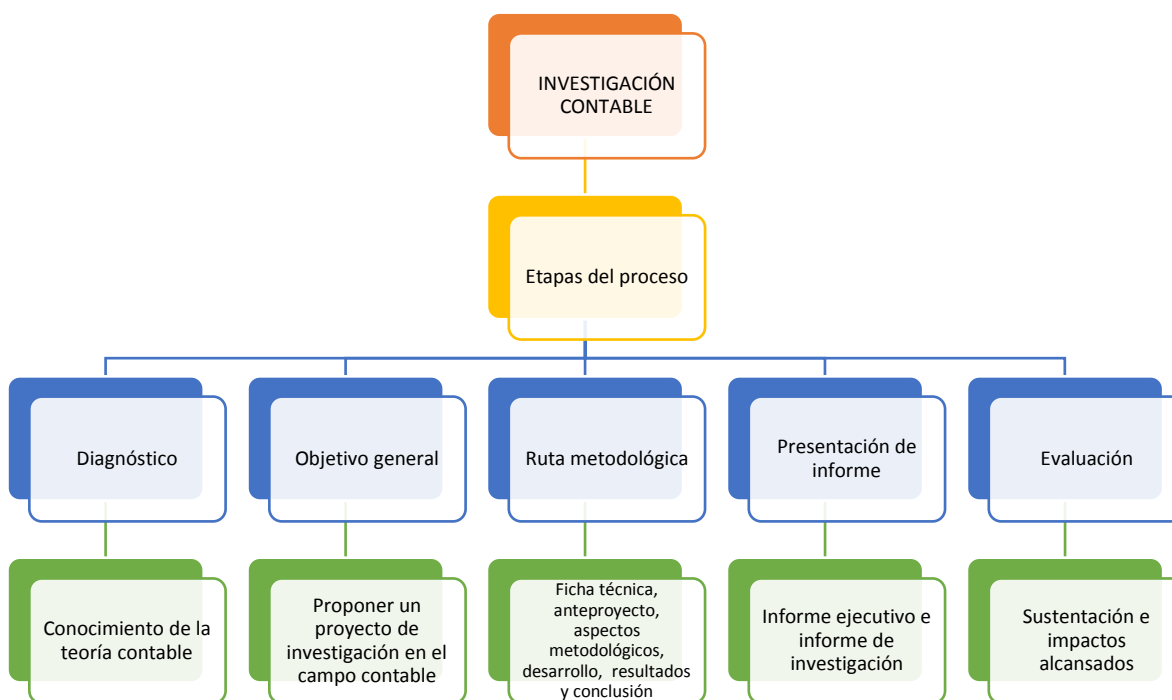 INVESTIGACIÓN
CONTABLE
Etapas del proceso
Diagnóstico
Objetivo general
Ruta metodológica
Presentación de
informe
Evaluación
Conocimiento de la
teoría contable
Proponer un
proyecto de
investigación en el
campo contable
Ficha técnica,
anteproyecto,
aspectos
metodológicos,
desarrollo, resultados
y conclusión
Informe ejecutivo e
informe de
investigación
Sustentación e
impactos
alcansados